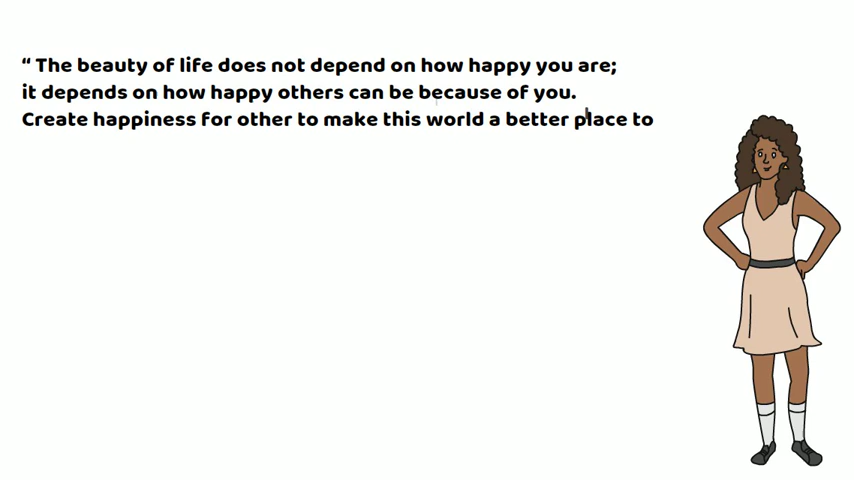 “ The beauty of life does not depend on how happy you are;
it depends on how happy others can be because of you.
Create happiness for other to make this world a better place to